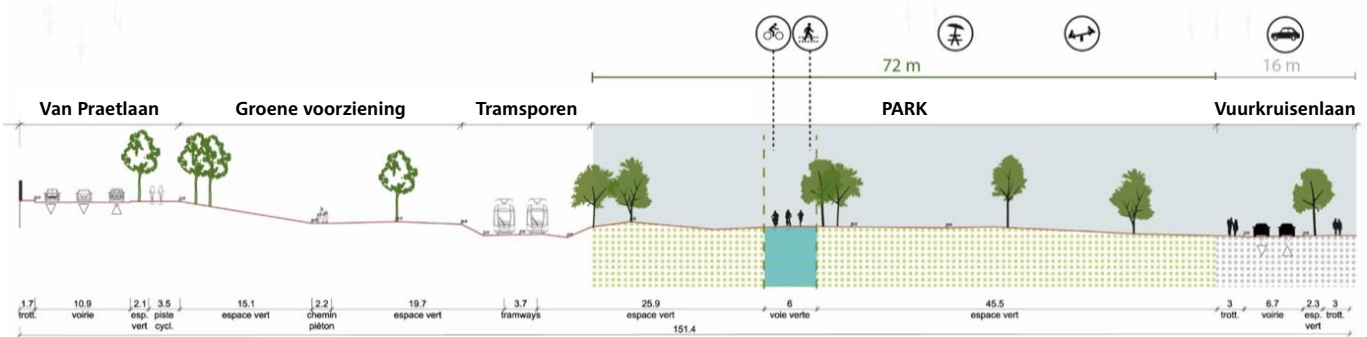 72 m
16 m
Van Praetlaan
Groene voorziening
Tramsporen
PARK
Vuurkruisenlaan
1.7
10.9
2.1
3.5
15.1
2.2
19.7
3.7
25.9
6
45.5
3
6.7
2.3
3
trott.
voirie
esp.
vert
piste
cycl.
espace vert
chemin
piéton
espace vert
tramways
espace vert
voie verte
espace vert
trott.
voirie
esp.
vert
trott.
151.4